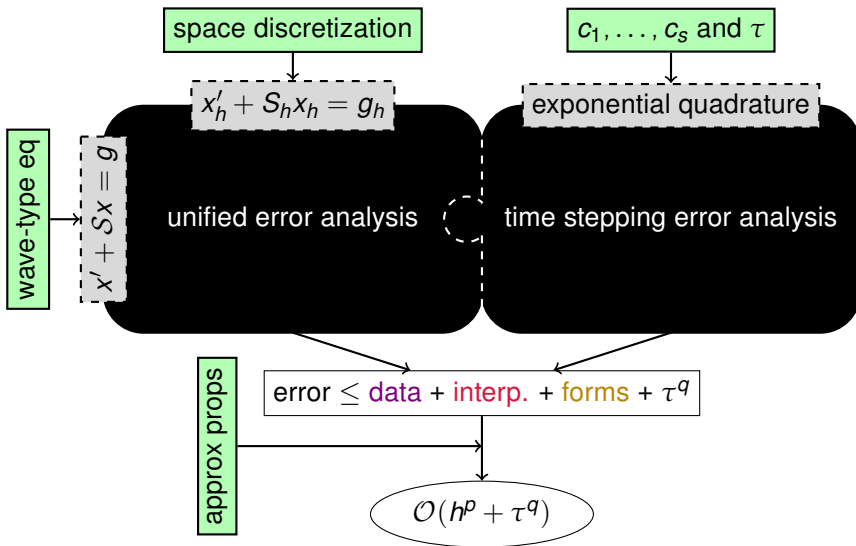 space discretization
c₁, . . . , cₛ and τ
x′ₕ + Sₕxₕ = gₕ
exponential quadrature
wave-type eq
x′ + 𝒮x = g
unified error analysis
time stepping error analysis
error ≤ data + interp. + forms + τ^q
approx props
𝒪(h^p + τ^q)